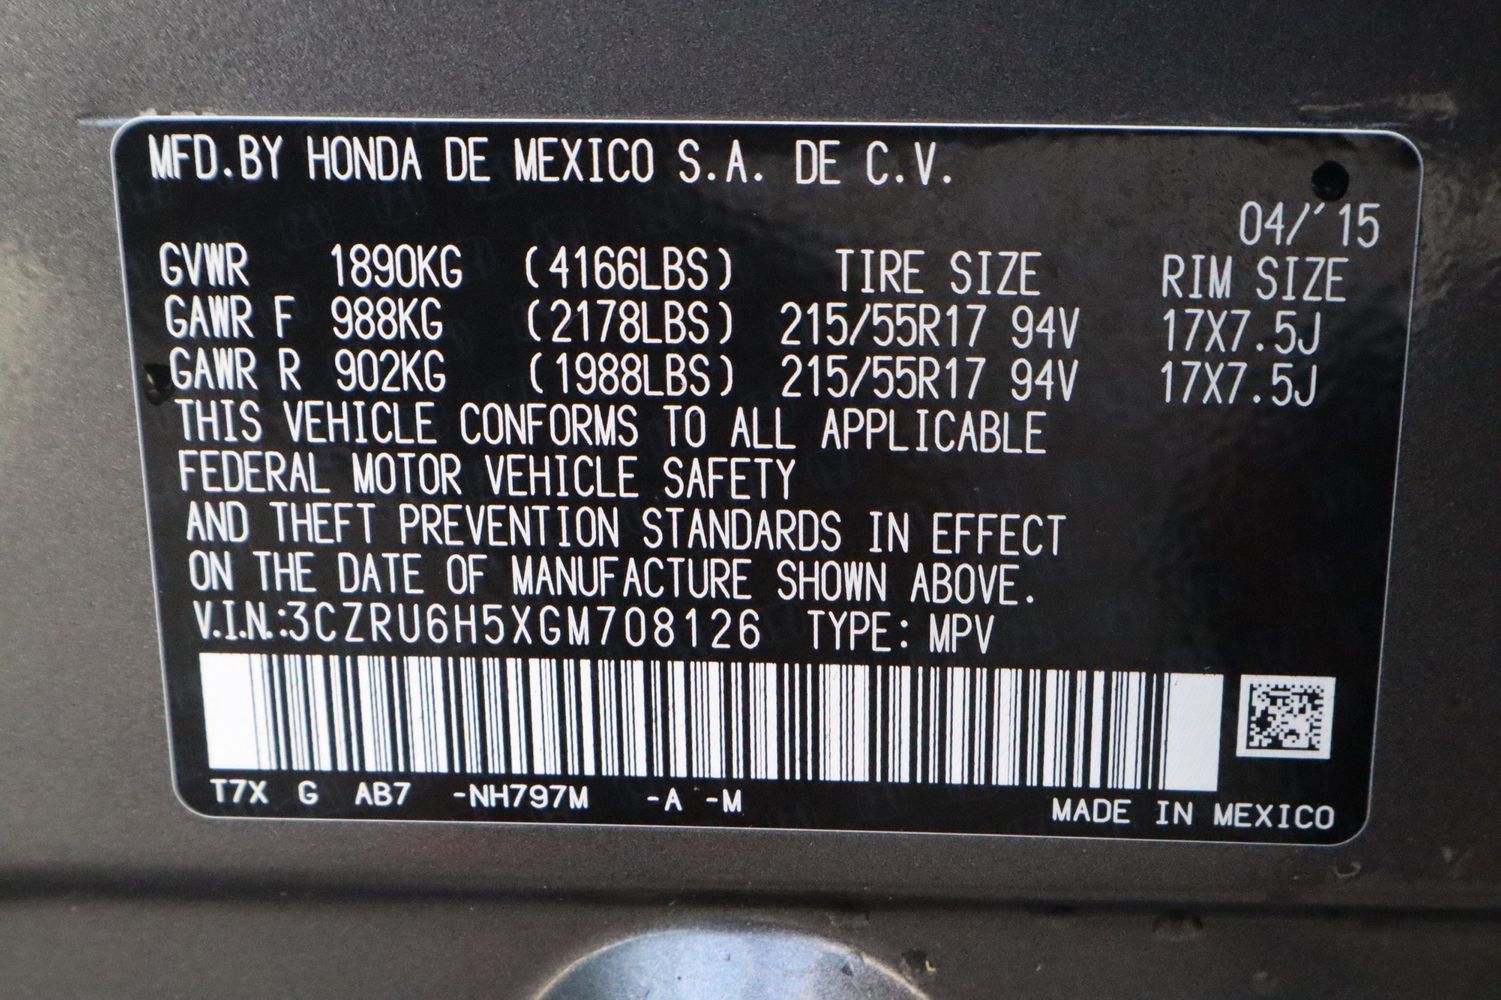 MFD.BY HONDA DE MEXICO S.A. DE C.V.
04/'15
GVWR 1890KG (4166LBS) TIRE SIZE RIM SIZE
GAWR F 988KG (2178LBS) 215/55R17 94V 17X7.5J
GAWR R 902KG (1988LBS) 215/55R17 94V 17X7.5J
THIS VEHICLE CONFORMS TO ALL APPLICABLE
FEDERAL MOTOR VEHICLE SAFETY
AND THEFT PREVENTION STANDARDS IN EFFECT
ON THE DATE OF MANUFACTURE SHOWN ABOVE.
V.I.N.:3CZRU6H5XGM708126 TYPE: MPV
T7X G AB7 -NH797M -A -M
MADE IN MEXICO